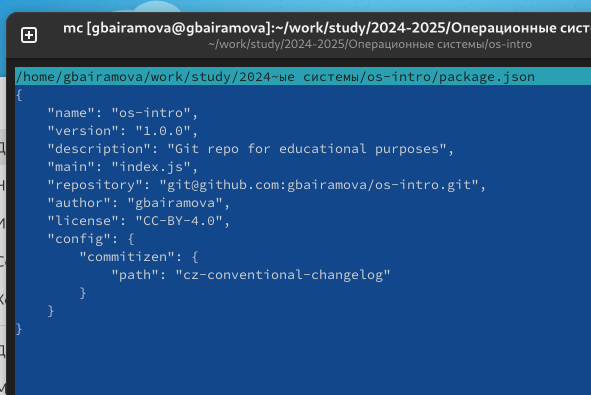 mc [gbairamova@gbairamova]:~/work/study/2024-2025/Операционные сист
~/work/study/2024-2025/Операционные системы/os-intro
/home/gbairamova/work/study/2024~ые системы/os-intro/package.json
{
    "name": "os-intro",
    "version": "1.0.0",
    "description": "Git repo for educational purposes",
    "main": "index.js",
    "repository": "git@github.com:gbairamova/os-intro.git",
    "author": "gbairamova",
    "license": "CC-BY-4.0",
    "config": {
        "commitizen": {
            "path": "cz-conventional-changelog"
        }
    }
}